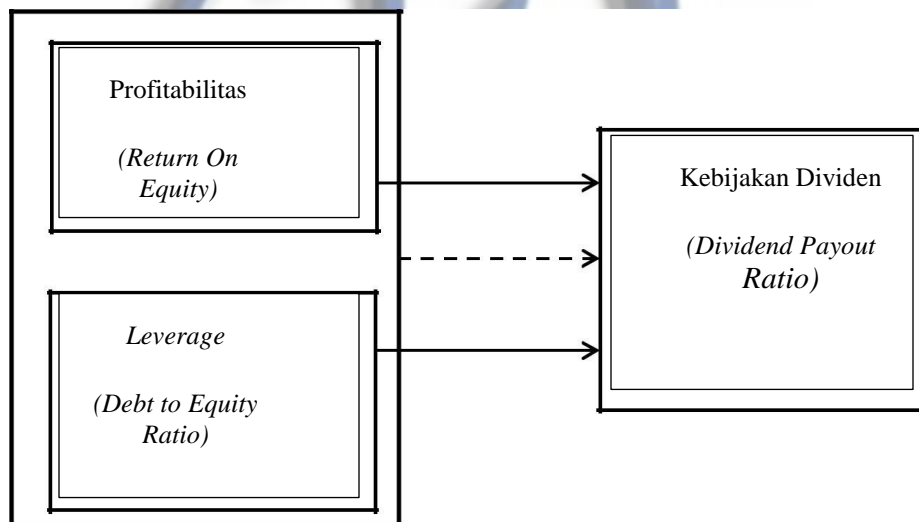 Profitabilitas
(Return On
Equity)
Leverage
(Debt to Equity
Ratio)
Kebijakan Dividen
(Dividend Payout
Ratio)